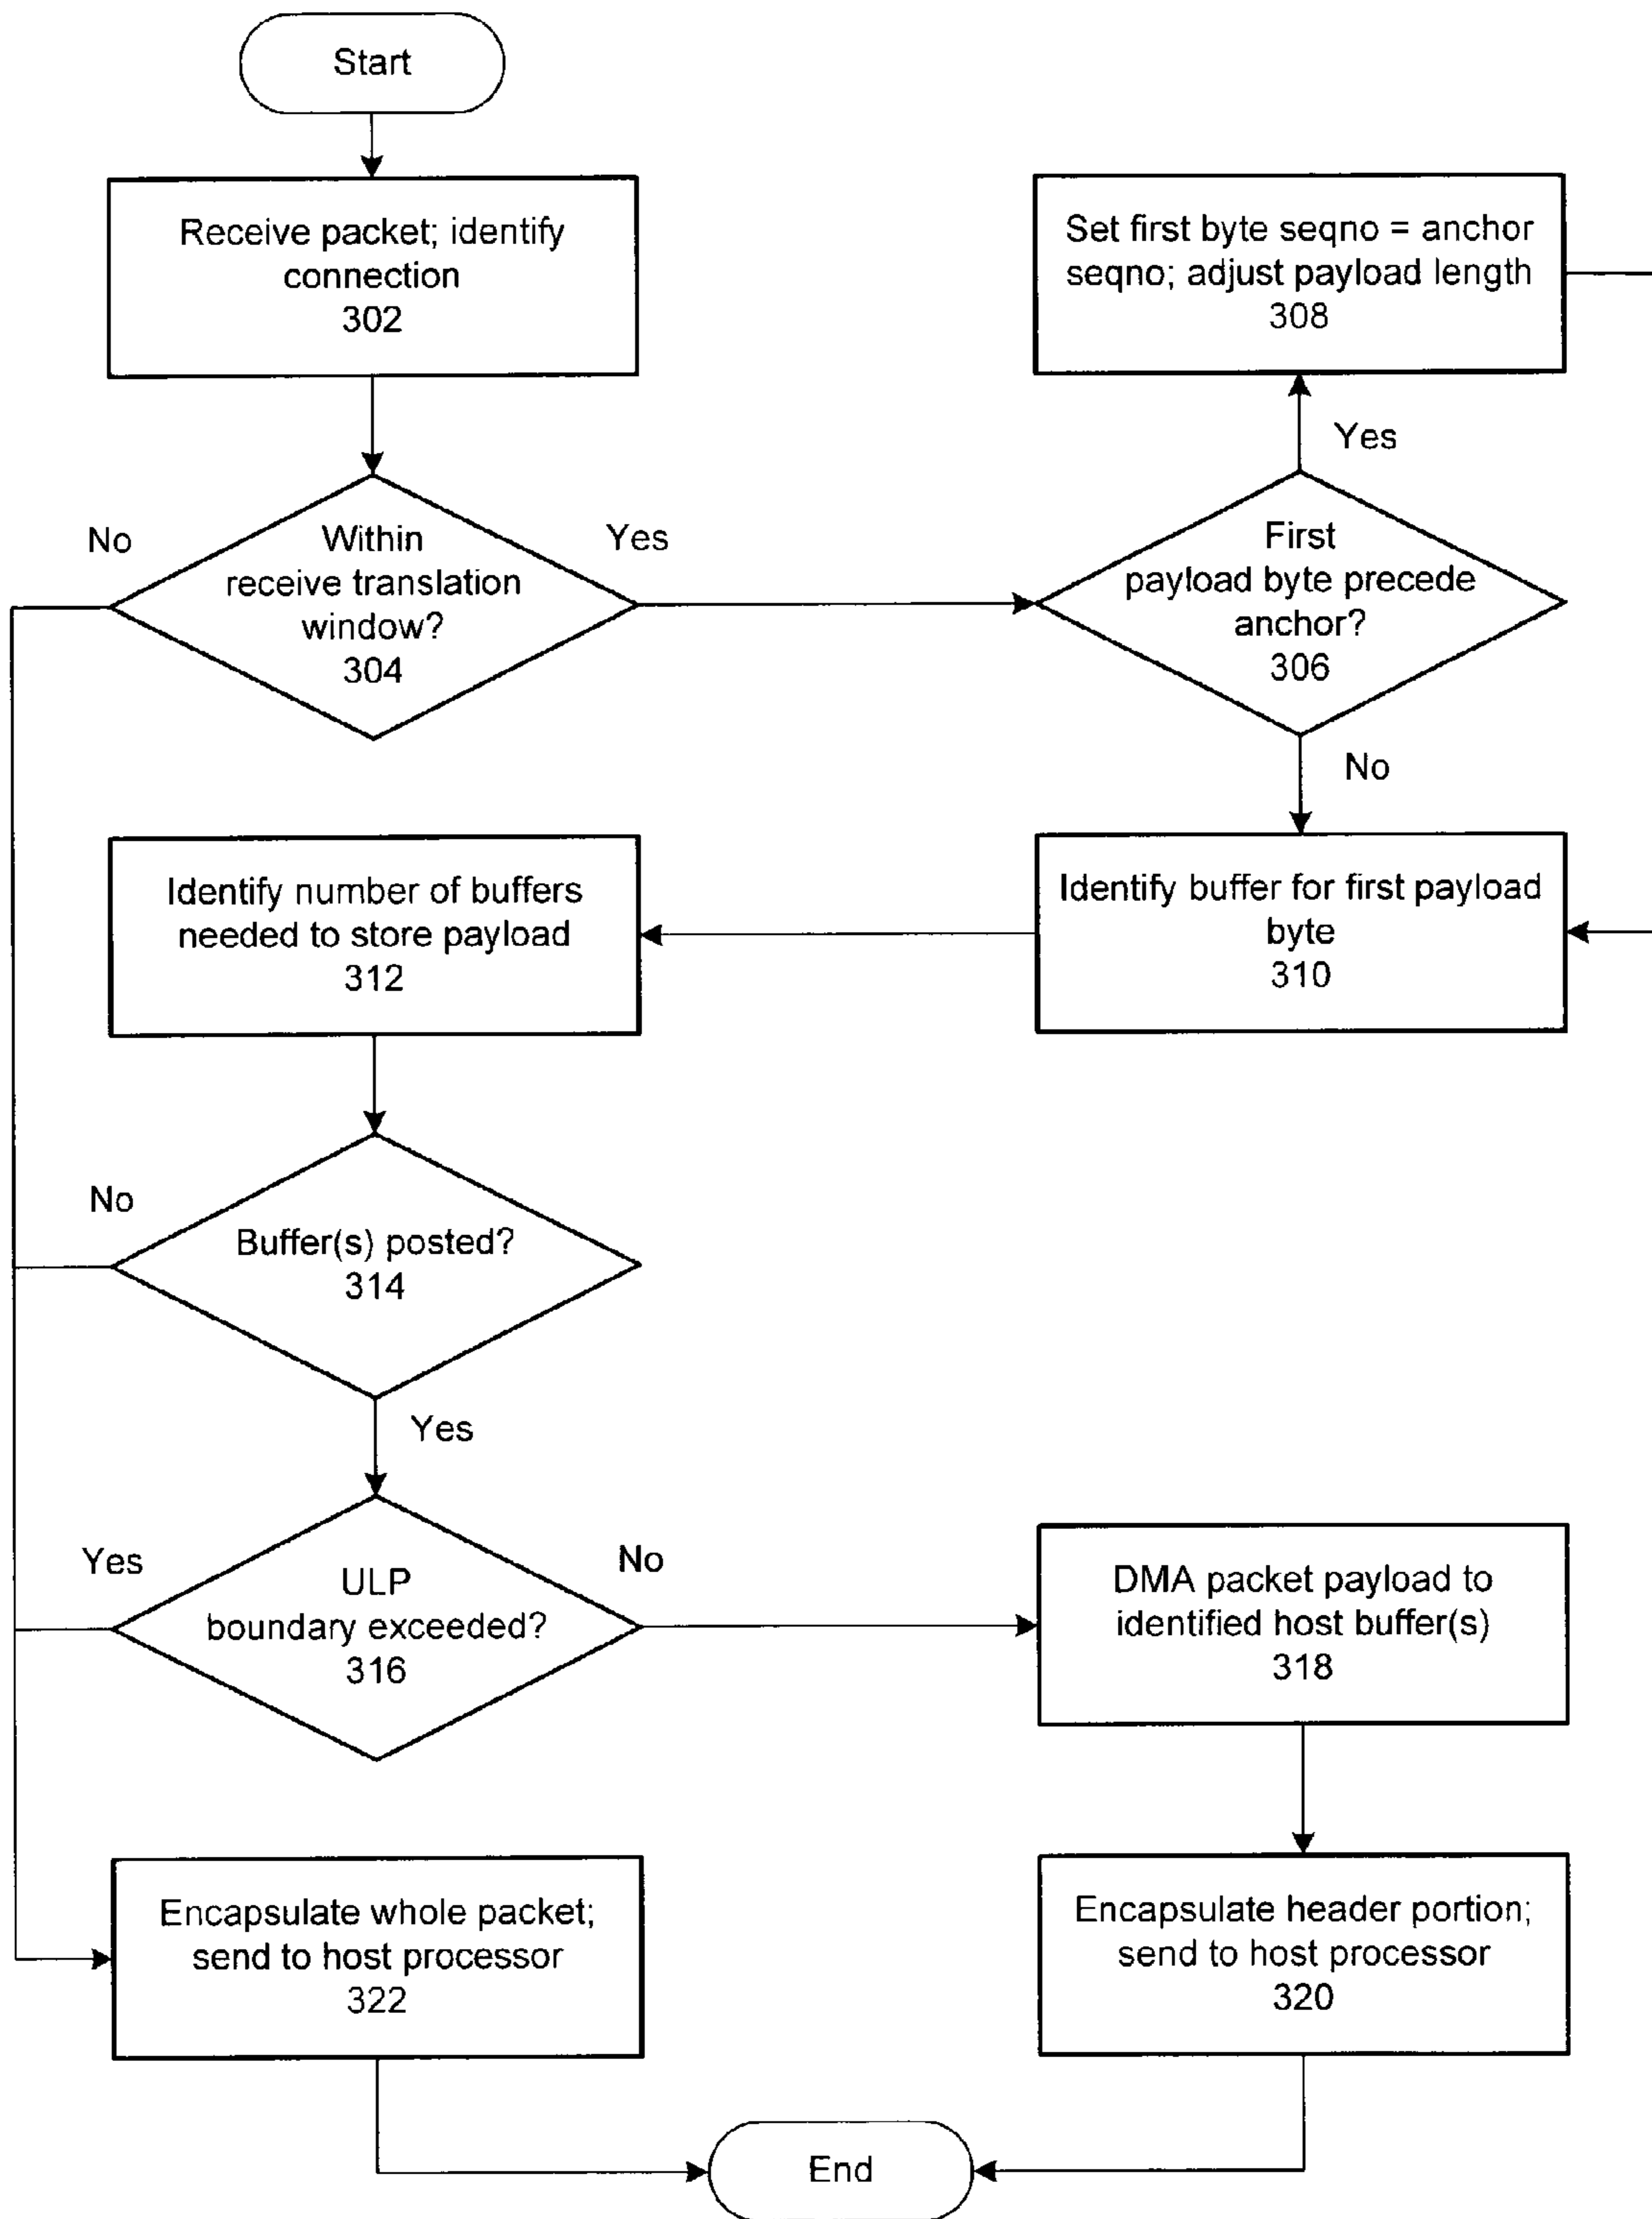 Start
Receive packet; identify
connection
302
Set first byte seqno = anchor
seqno; adjust payload length
308
Yes
No
Within
receive translation
window?
304
Yes
First
payload byte precede
anchor?
306
No
Identify number of buffers
needed to store payload
312
Identify buffer for first payload
byte
310
No
Buffer(s) posted?
314
Yes
Yes
ULP
boundary exceeded?
316
No
DMA packet payload to
identified host buffer(s)
318
Encapsulate whole packet;
send to host processor
322
Encapsulate header portion;
send to host processor
320
End